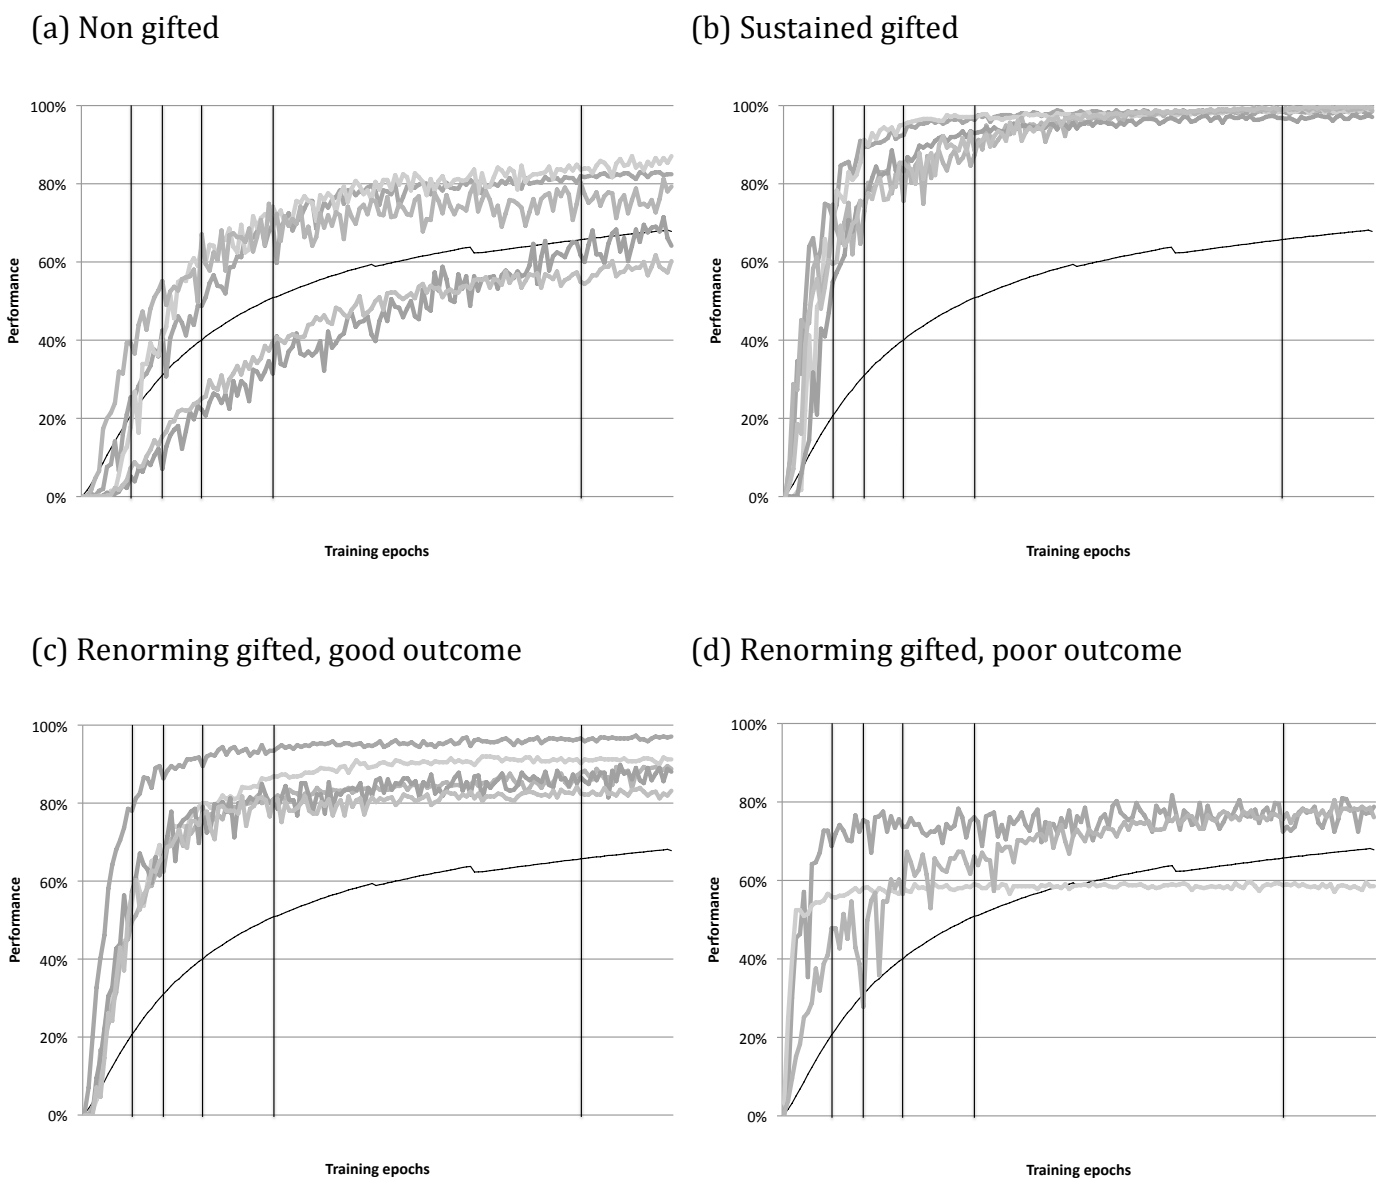 (a) Non gifted
(b) Sustained gifted
100%
80%
60%
40%
20%
0%
Performance
Training epochs
100%
80%
60%
40%
20%
0%
Performance
Training epochs
(c) Renorming gifted, good outcome
(d) Renorming gifted, poor outcome
100%
80%
60%
40%
20%
0%
Performance
Training epochs
100%
80%
60%
40%
20%
0%
Performance
Training epochs